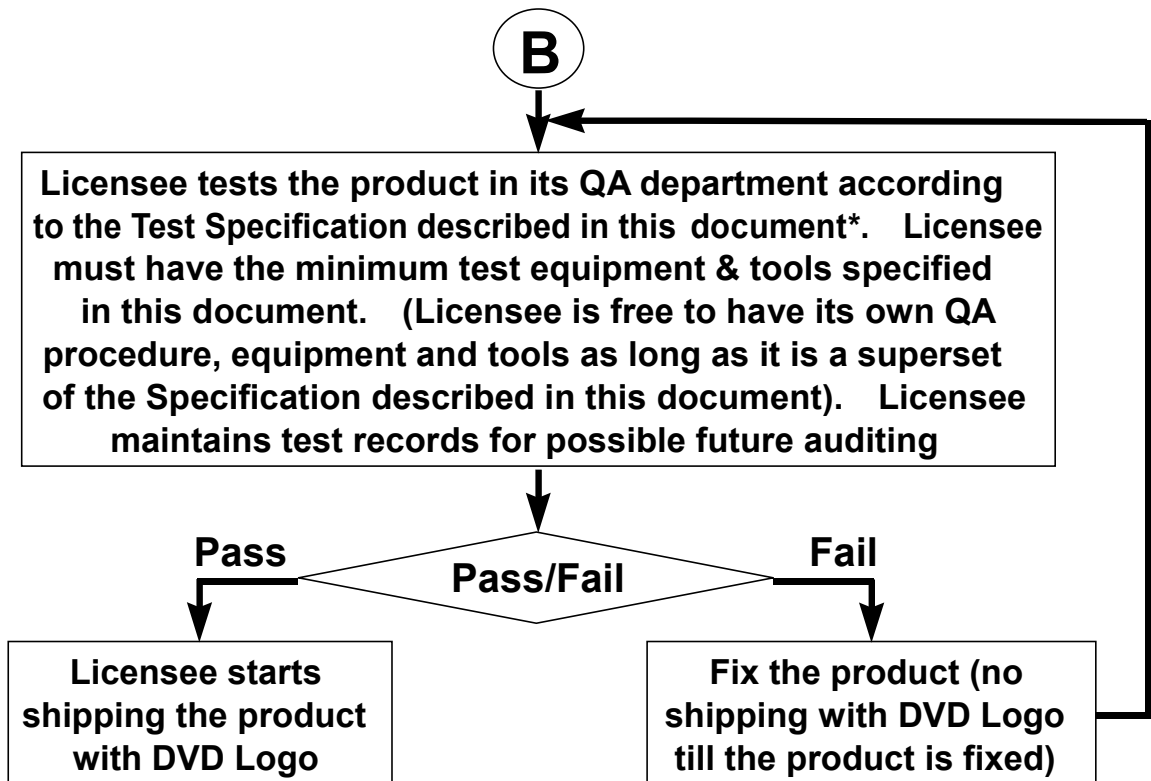 B
Licensee tests the product in its QA department according
to the Test Specification described in this document*. Licensee
must have the minimum test equipment & tools specified
in this document. (Licensee is free to have its own QA
procedure, equipment and tools as long as it is a superset
of the Specification described in this document). Licensee
maintains test records for possible future auditing
Pass
Fail
Pass/Fail
Licensee starts
shipping the product
with DVD Logo
Fix the product (no
shipping with DVD Logo
till the product is fixed)